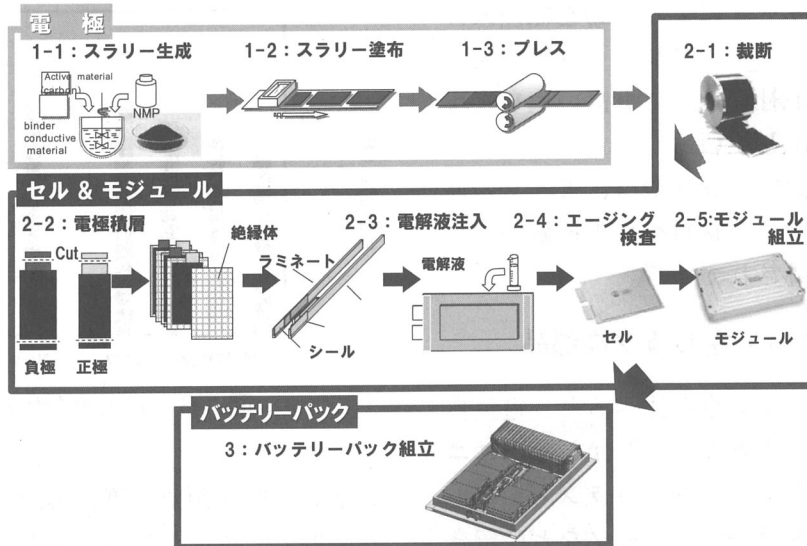 電 極
1-1：スラリー生成
1-2：スラリー塗布
1-3：プレス
2-1：裁断
Active material
(carbon)
NMP
binder
conductive
material
セル & モジュール
2-2：電極積層
2-3：電解液注入
2-4：エージング
検査
2-5:モジュール
組立
Cut
絶縁体
ラミネート
シール
電解液
負極
正極
セル
モジュール
バッテリーパック
3：バッテリーパック組立